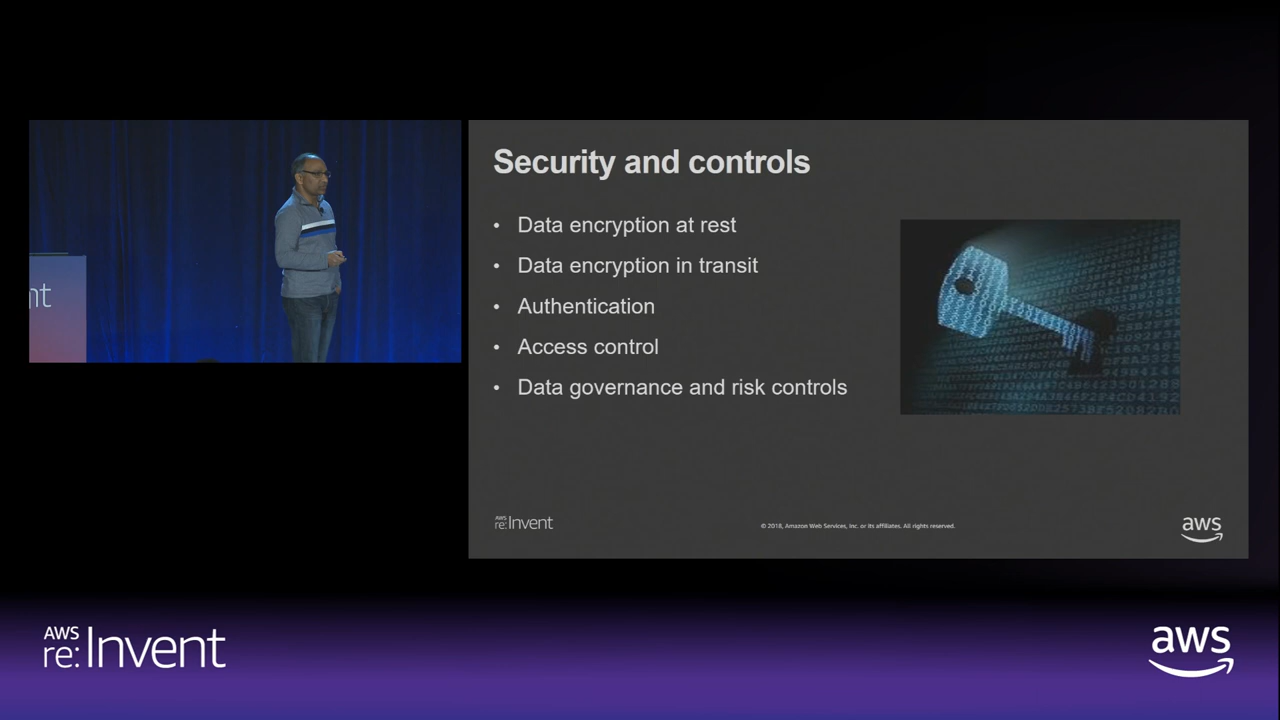 nt
Security and controls
• Data encryption at rest
• Data encryption in transit
• Authentication
• Access control
• Data governance and risk controls
AWS
re:Invent
© 2018, Amazon Web Services, Inc. or its affiliates. All rights reserved.
aws
AWS
re:Invent
aws